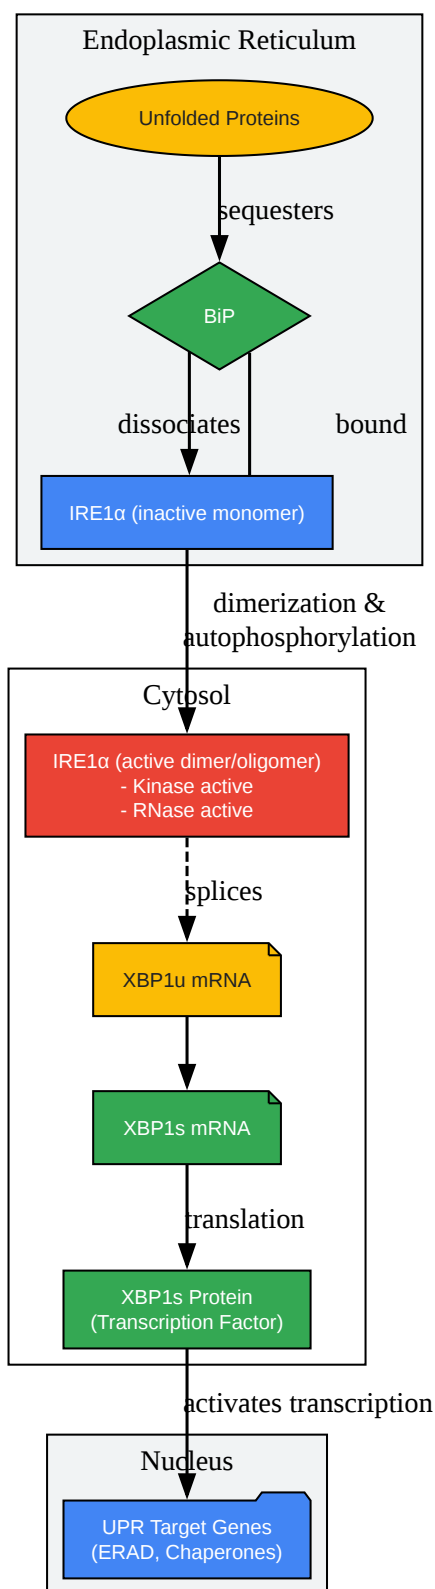 Endoplasmic Reticulum
Unfolded Proteins
sequesters
BiP
dissociates
bound
IRE1α (inactive monomer)
dimerization &
autophosphorylation
Cytosol
IRE1α (active dimer/oligomer)
- Kinase active
- RNase active
splices
XBP1u mRNA
XBP1s mRNA
translation
XBP1s Protein
(Transcription Factor)
activates transcription
Nucleus
UPR Target Genes
(ERAD, Chaperones)